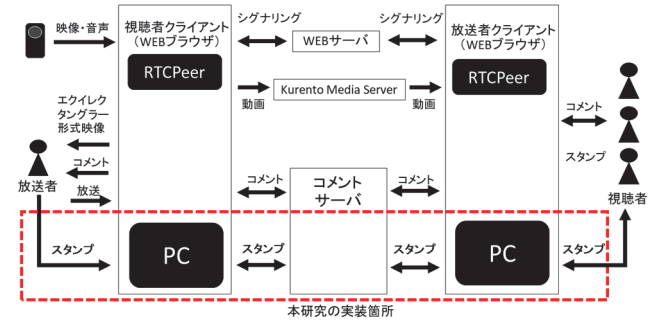 映像・音声
視聴者クライアント
（WEBブラウザ）
RTCPeer
シグナリング
WEBサーバ
シグナリング
放送者クライアント
（WEBブラウザ）
RTCPeer
動画
Kurento Media Server
動画
エクイレク
タングラー
形式映像
コメント
放送者
放送
コメント
コメント
サーバ
コメント
コメント
スタンプ
視聴者
スタンプ
PC
スタンプ
スタンプ
PC
スタンプ
本研究の実装箇所